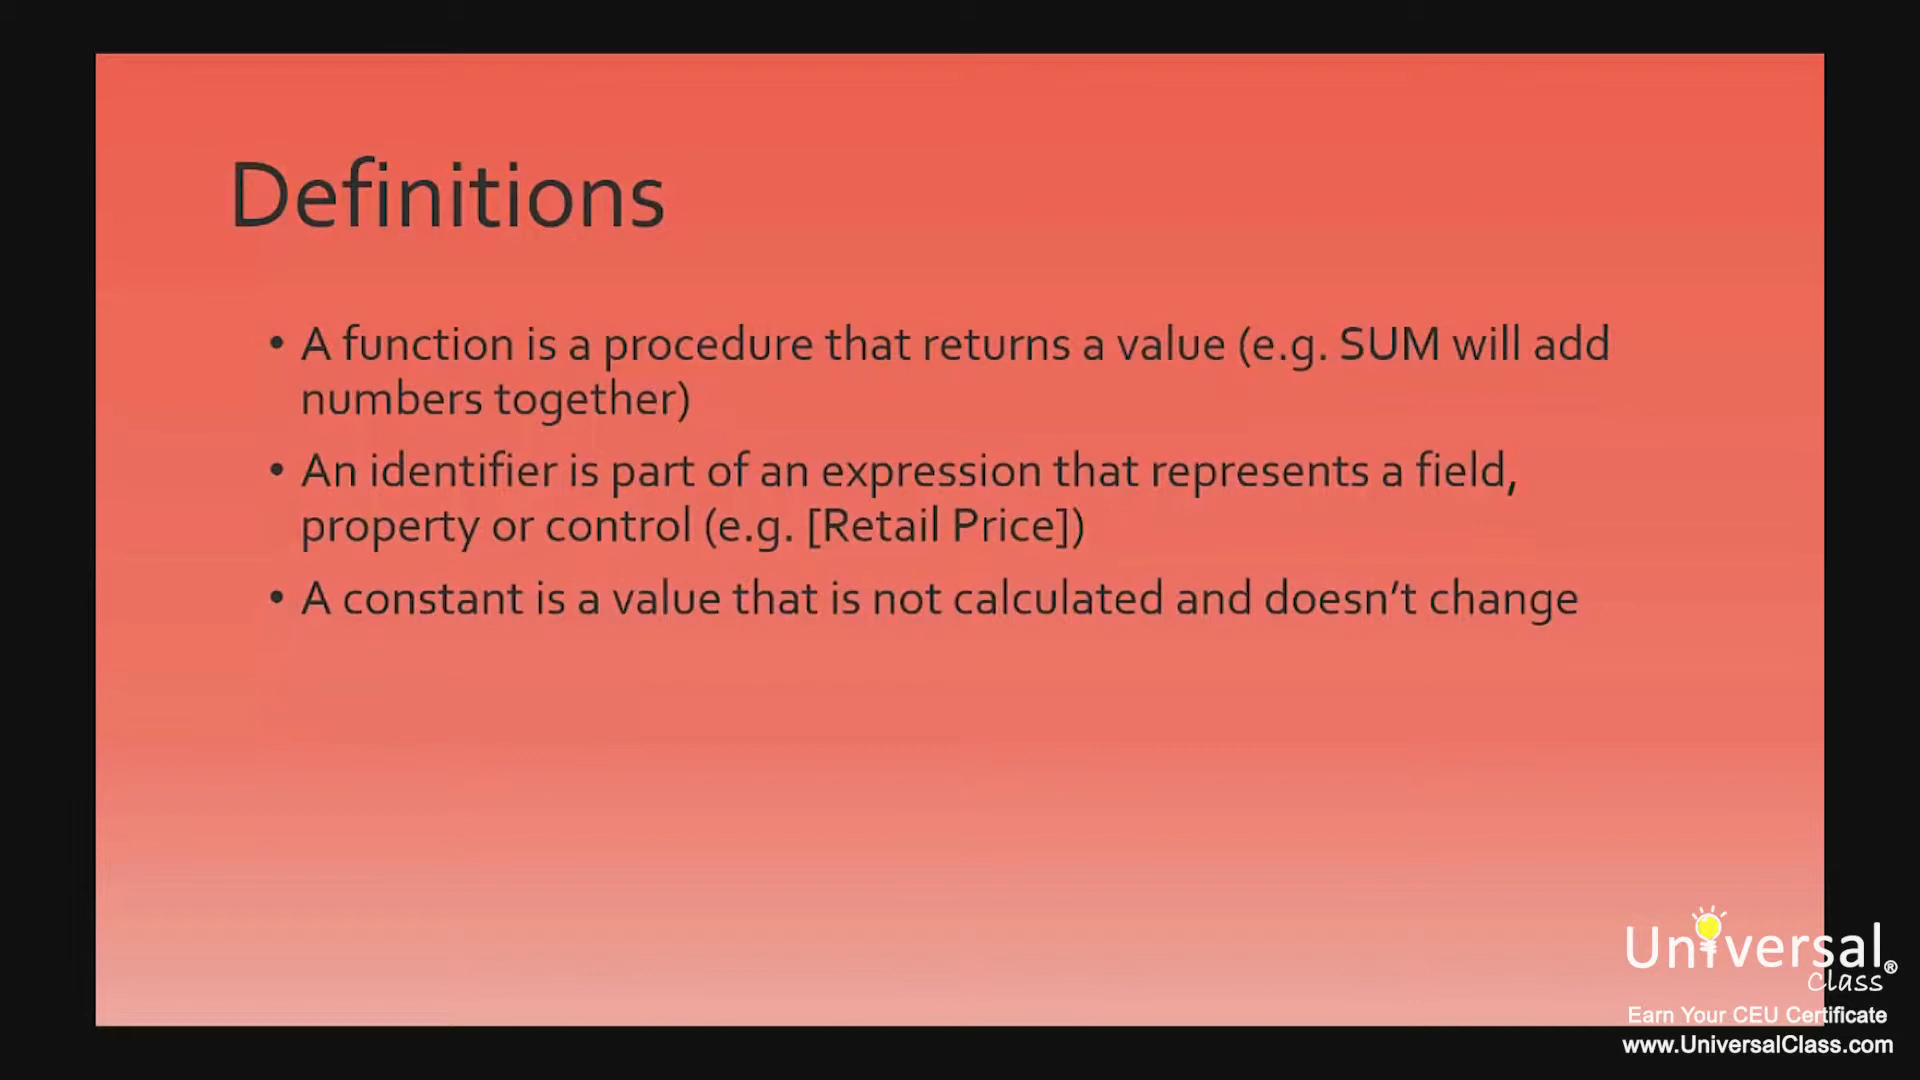 Definitions
• A function is a procedure that returns a value (e.g. SUM will add
numbers together)
• An identifier is part of an expression that represents a field,
property or control (e.g. [Retail Price])
• A constant is a value that is not calculated and doesn’t change
Universal®
Class
Earn Your CEU Certificate
www.UniversalClass.com